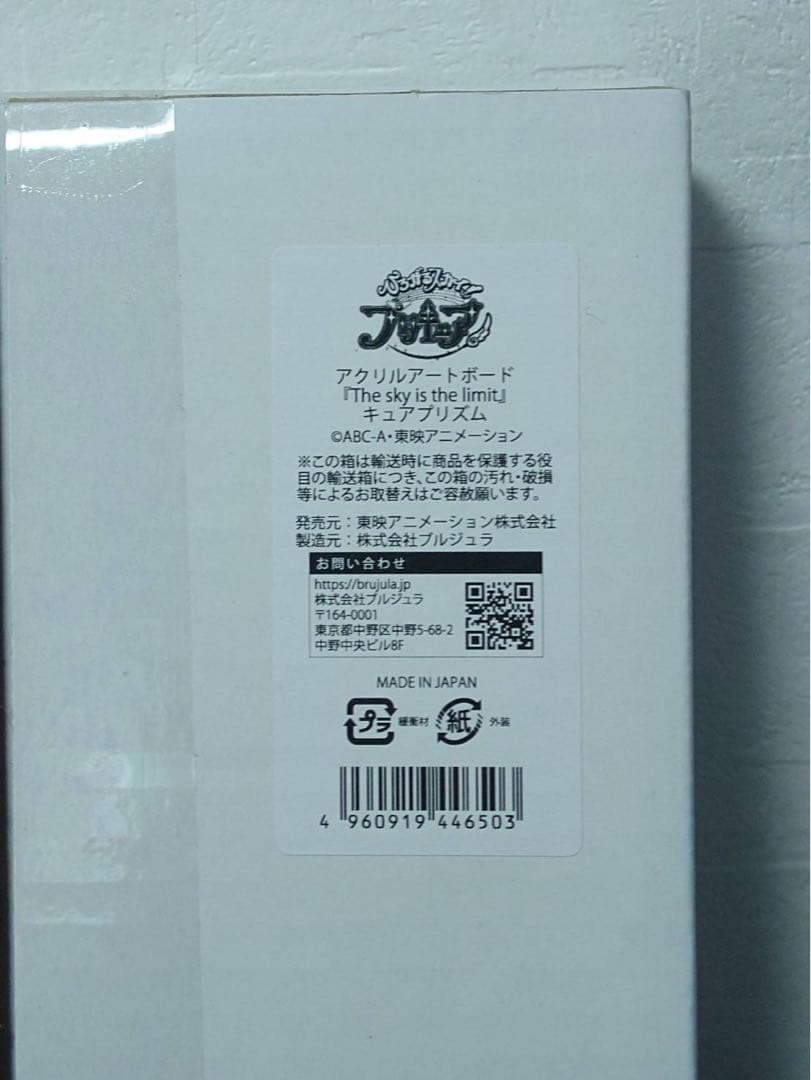 ひろがるスカイ!
プリキュア
アクリルアートボード
『The sky is the limit』
キュアプリズム
©ABC-A・東映アニメーション
※この箱は輸送時に商品を保護する役
目の輸送箱につき、この箱の汚れ・破損
等によるお取替えはご容赦願います。
発売元：東映アニメーション株式会社
製造元：株式会社ブルジュラ
お問い合わせ
https://brujula.jp
株式会社ブルジュラ
〒164-0001
東京都中野区中野5-68-2
中野中央ビル8F
MADE IN JAPAN
プラ 緩衝材 紙 外装
4 960919 446503